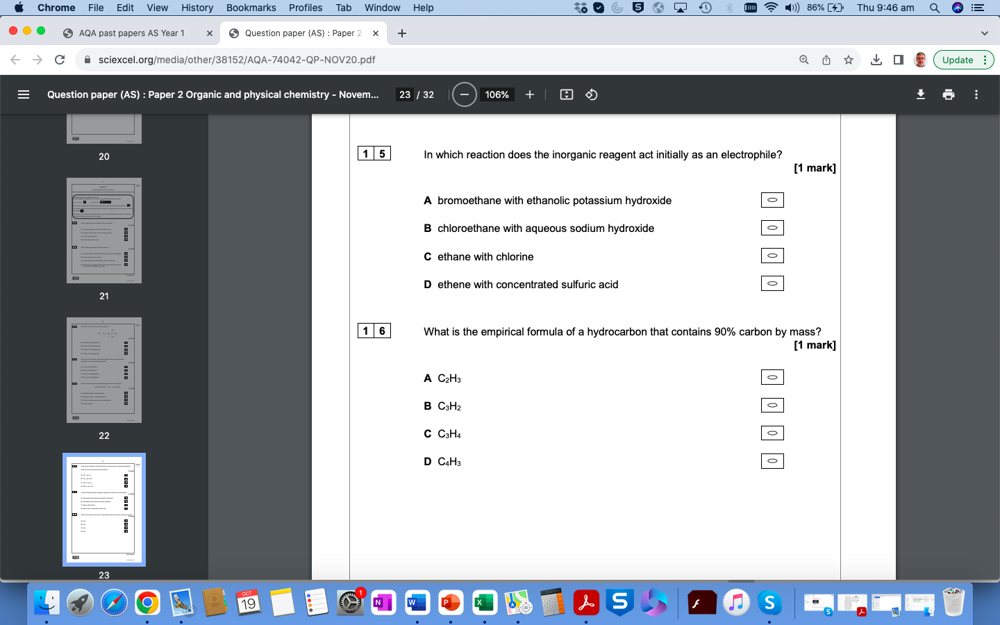 Chrome File Edit View History Bookmarks Profiles Tab Window Help 86% Thu 9:46 am
AQA past papers AS Year 1
Question paper (AS) : Paper 2
sciexcel.org/media/other/38152/AQA-74042-QP-NOV20.pdf
Update
Question paper (AS) : Paper 2 Organic and physical chemistry - Novem... 23 / 32 106%
20
21
22
23
1 5 In which reaction does the inorganic reagent act initially as an electrophile?
[1 mark]
A bromoethane with ethanolic potassium hydroxide
B chloroethane with aqueous sodium hydroxide
C ethane with chlorine
D ethene with concentrated sulfuric acid
1 6 What is the empirical formula of a hydrocarbon that contains 90% carbon by mass?
[1 mark]
A C₂H₃
B C₃H₂
C C₃H₄
D C₄H₃
OCT
19
1
N
W
P
X
3D
S
S